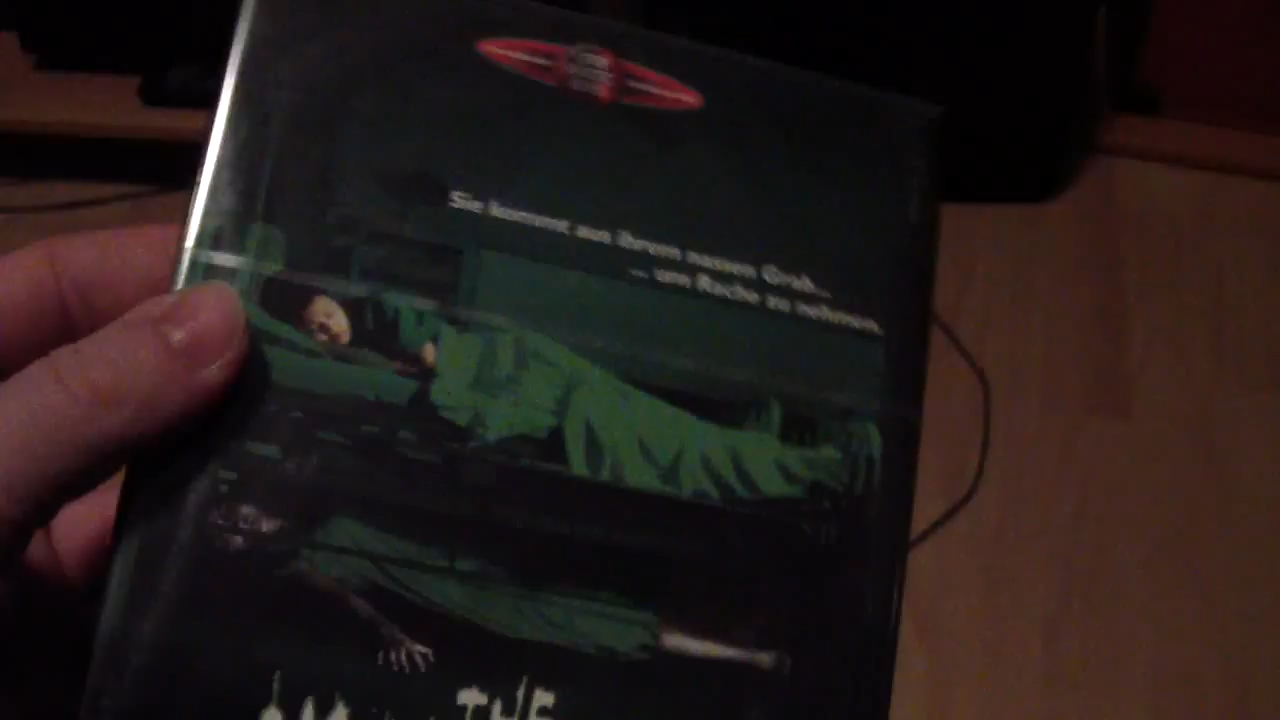 Sie kommt aus ihrem nassen Grab...
... um Rache zu nehmen.
THE